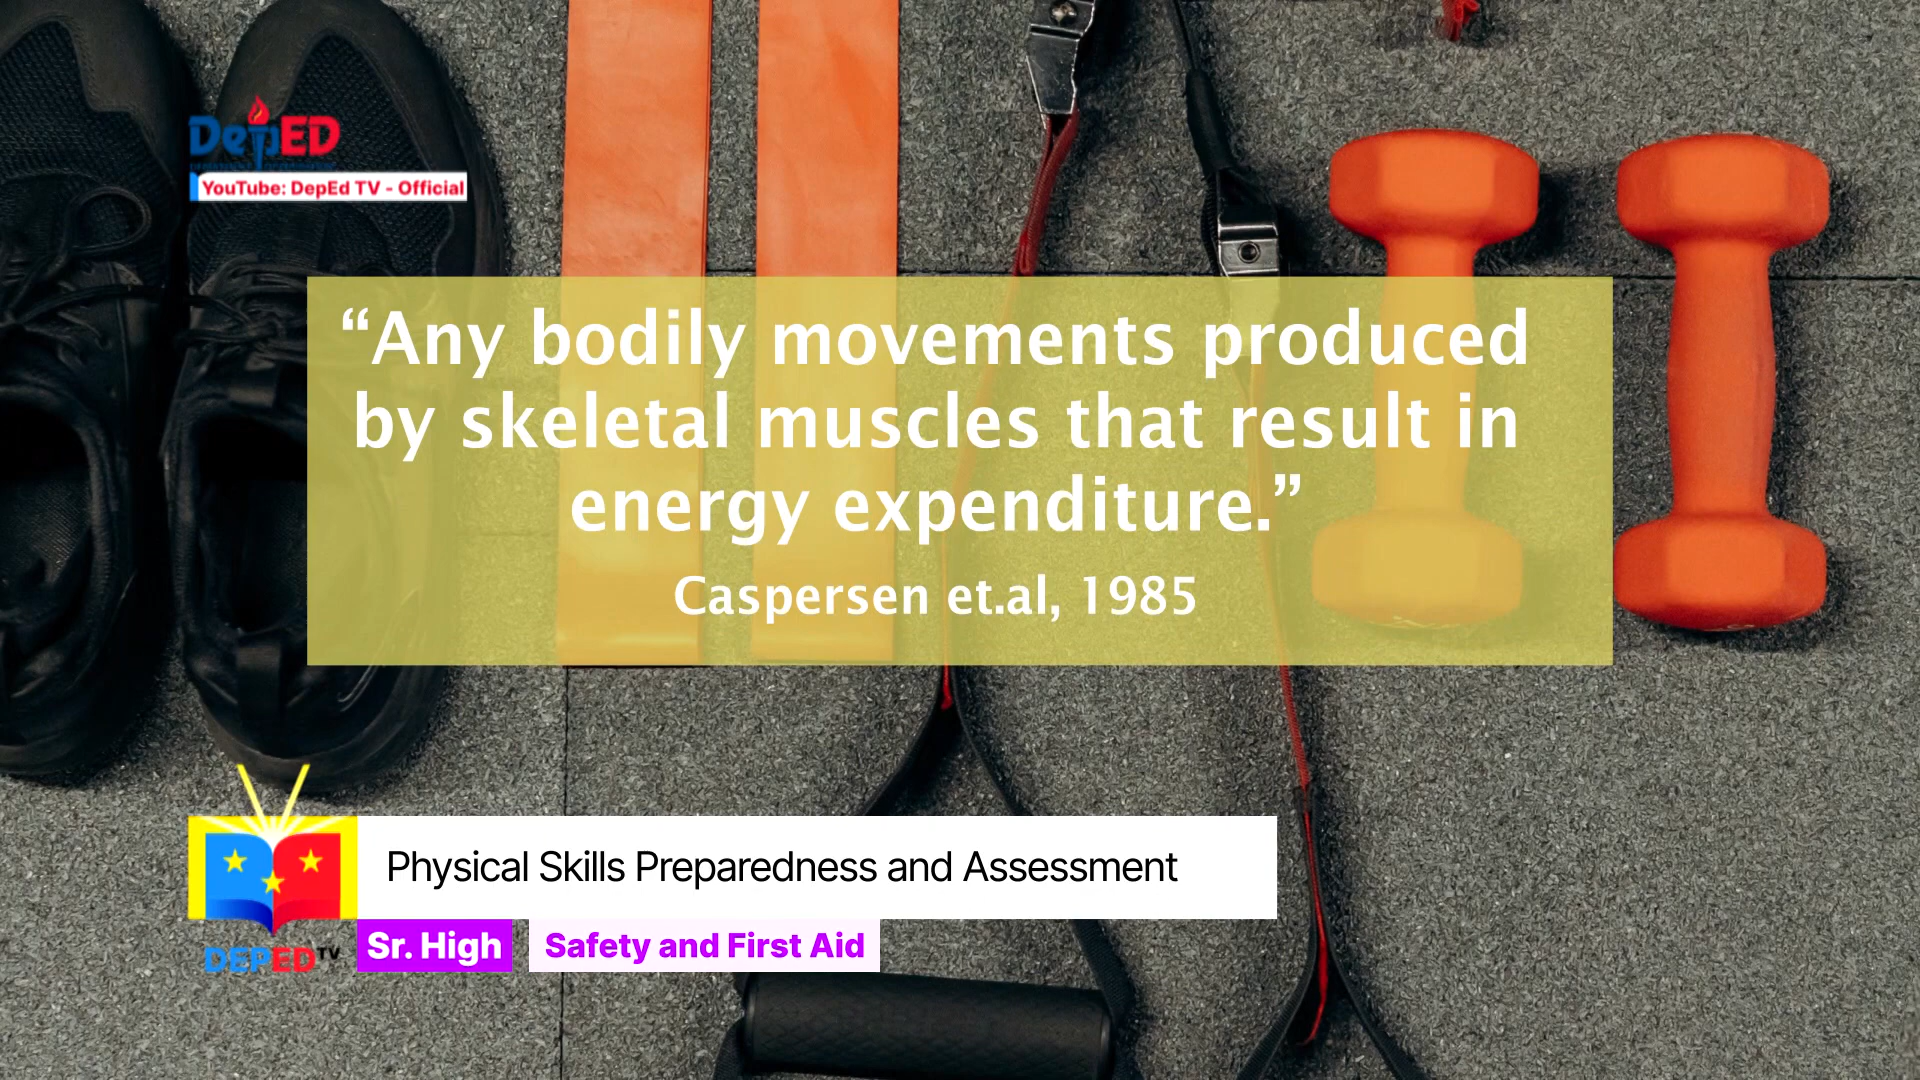 DepED
YouTube: DepEd TV - Official
“Any bodily movements produced
by skeletal muscles that result in
energy expenditure.”
Caspersen et.al, 1985
Physical Skills Preparedness and Assessment
DEPED TV
Sr. High
Safety and First Aid